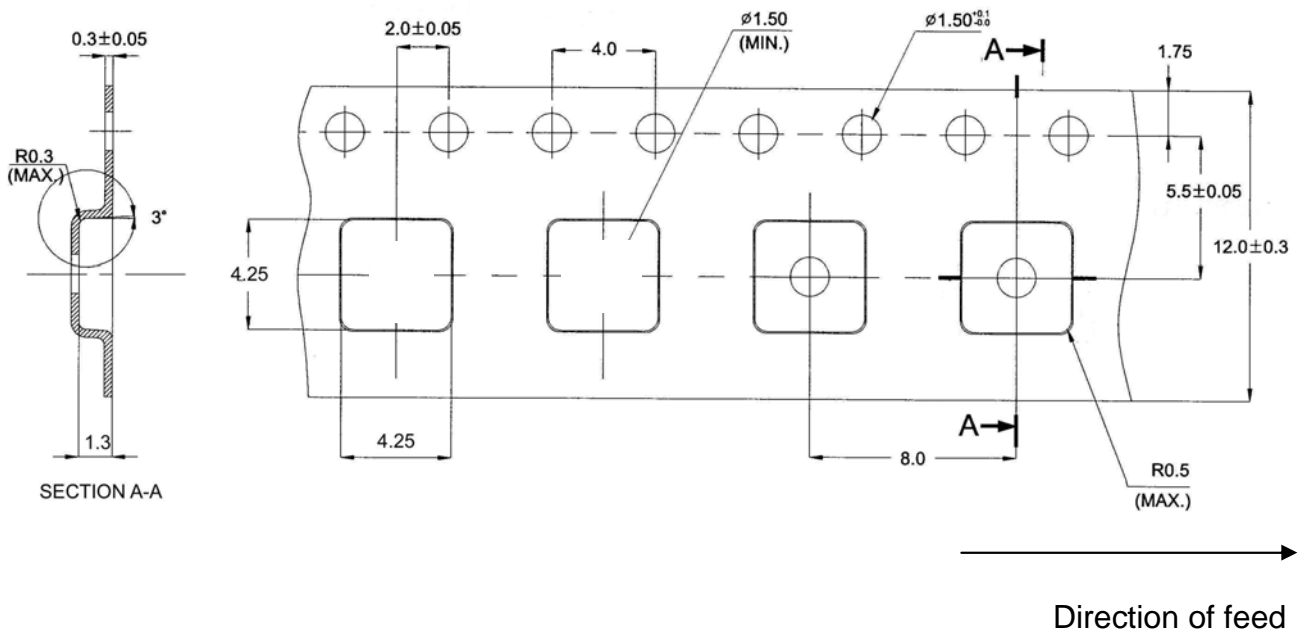 0.3±0.05
2.0±0.05
4.0
ø1.50
(MIN.)
ø1.50+0.1 -0.0
A
1.75
R0.3
(MAX.)
3°
5.5±0.05
12.0±0.3
4.25
1.3
4.25
A
8.0
SECTION A-A
R0.5
(MAX.)
Direction of feed